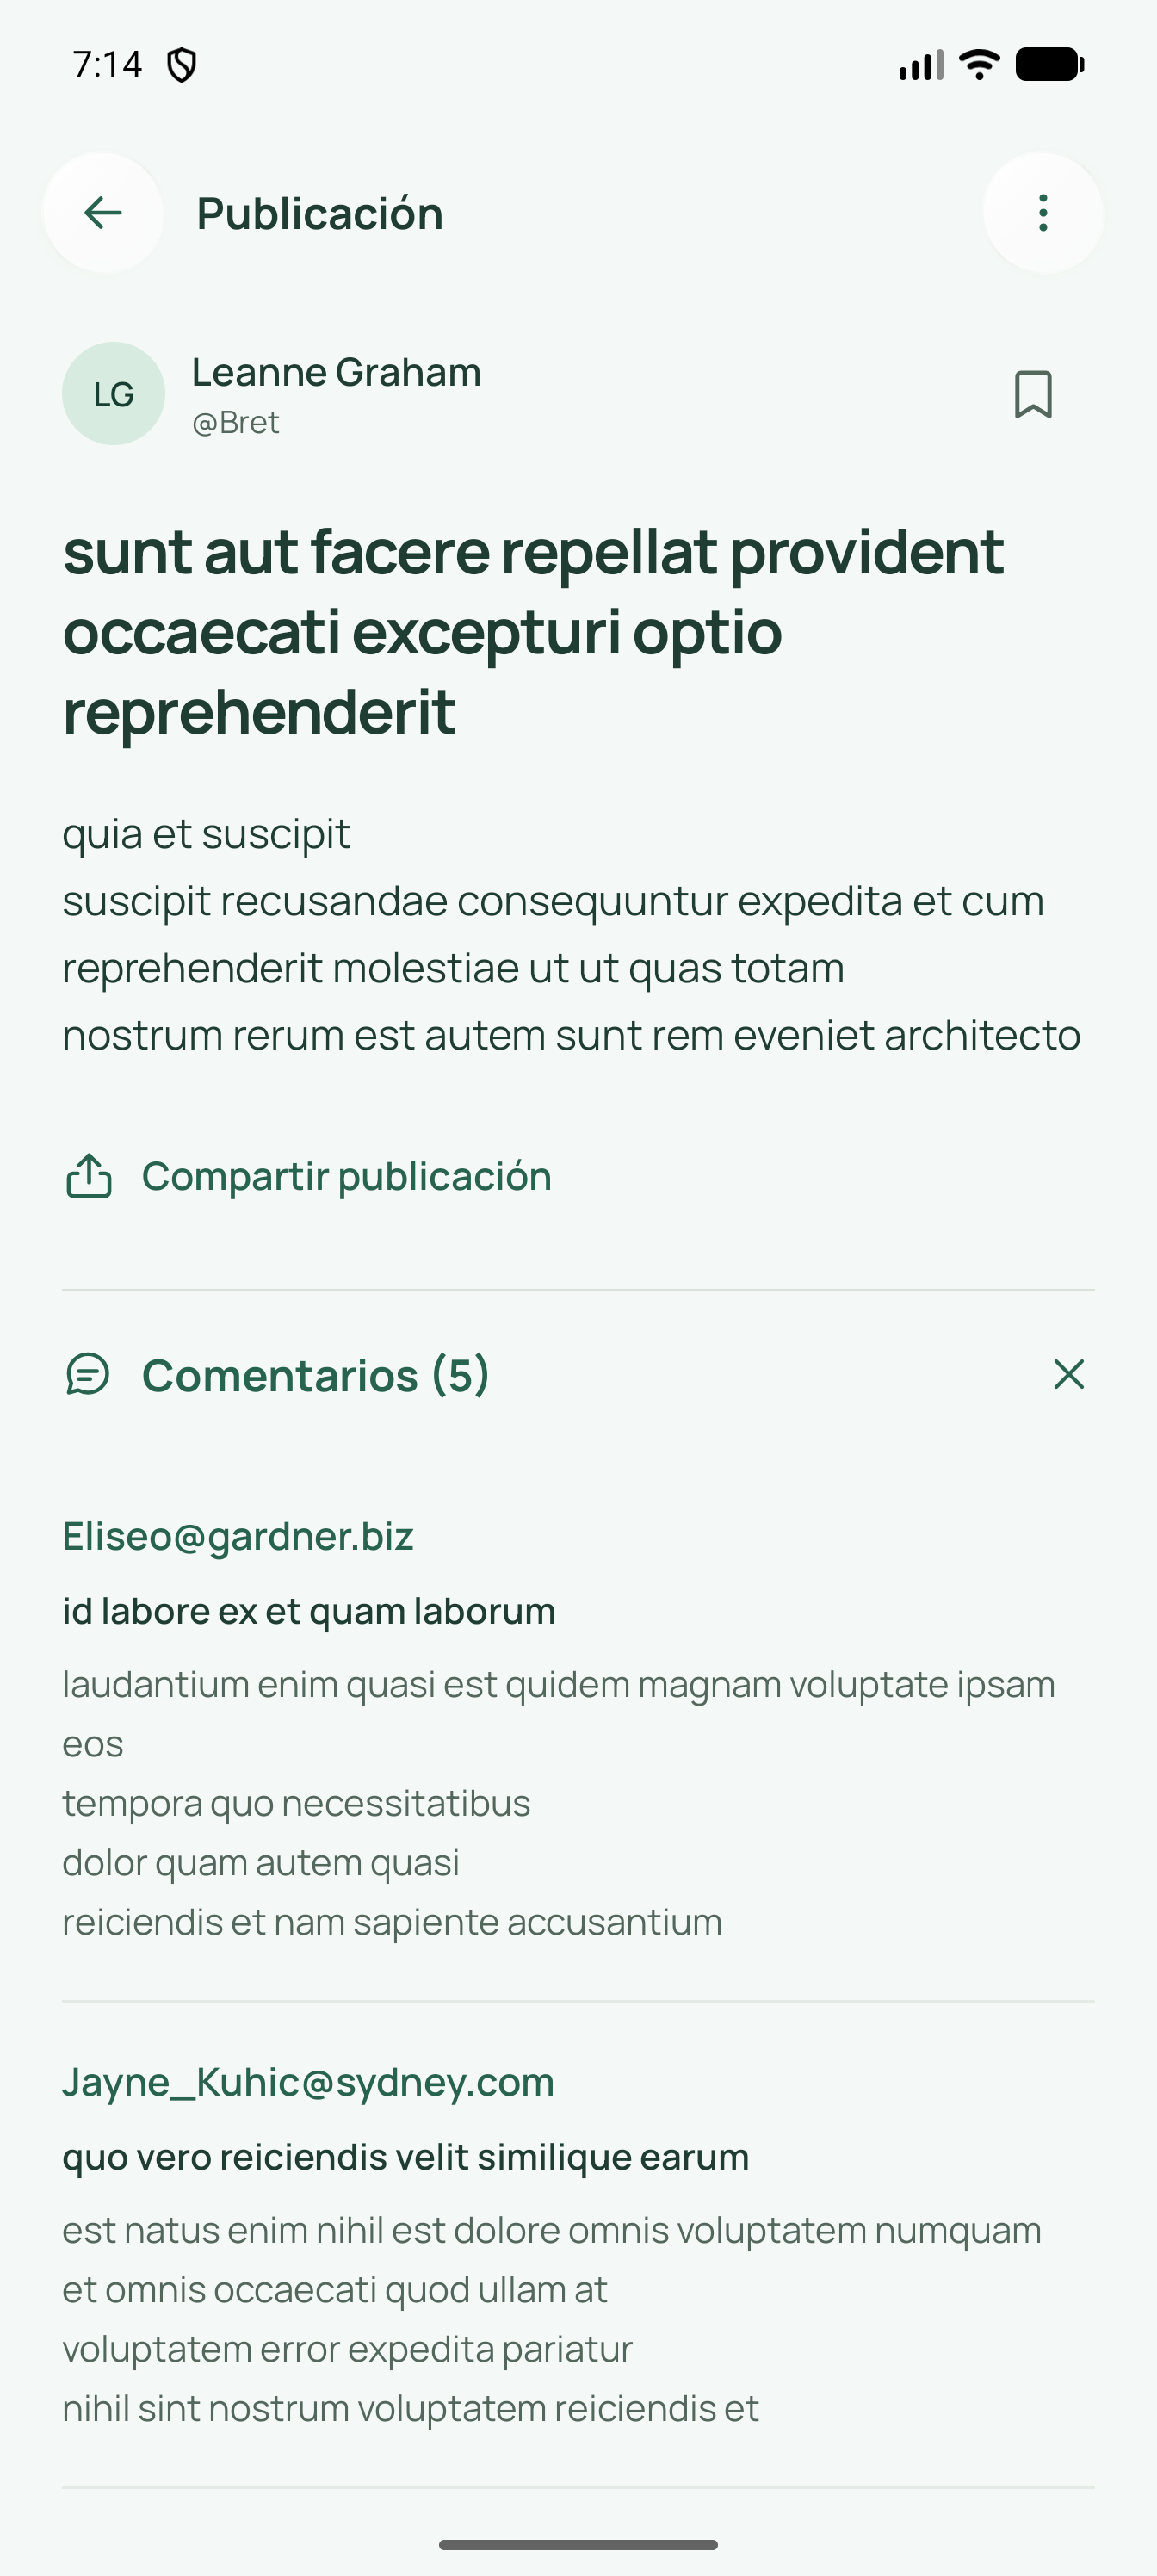 7:14
Publicación
LG
Leanne Graham
@Bret
sunt aut facere repellat provident
occaecati excepturi optio
reprehenderit
quia et suscipit
suscipit recusandae consequuntur expedita et cum
reprehenderit molestiae ut ut quas totam
nostrum rerum est autem sunt rem eveniet architecto
Compartir publicación
Comentarios (5)
Eliseo@gardner.biz
id labore ex et quam laborum
laudantium enim quasi est quidem magnam voluptate ipsam
eos
tempora quo necessitatibus
dolor quam autem quasi
reiciendis et nam sapiente accusantium
Jayne_Kuhic@sydney.com
quo vero reiciendis velit similique earum
est natus enim nihil est dolore omnis voluptatem numquam
et omnis occaecati quod ullam at
voluptatem error expedita pariatur
nihil sint nostrum voluptatem reiciendis et